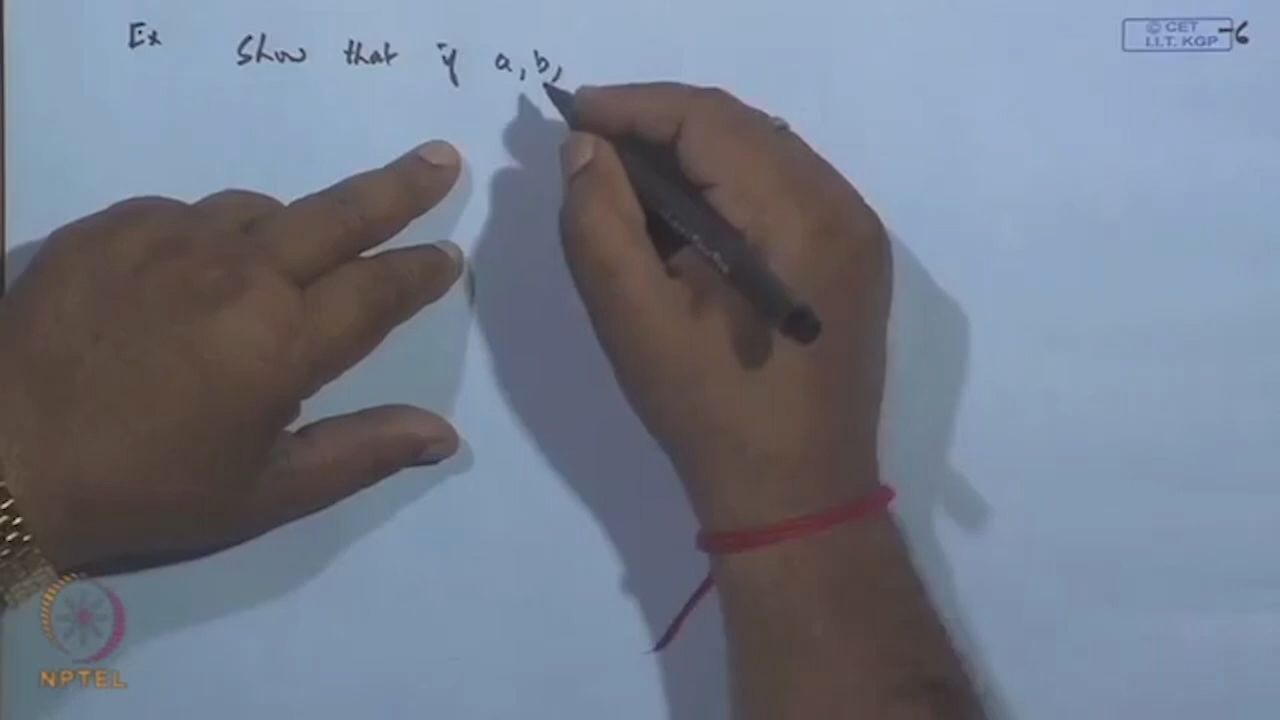 Ex Show that if a, b,
© CET
I.I.T. KGP -6
NPTEL